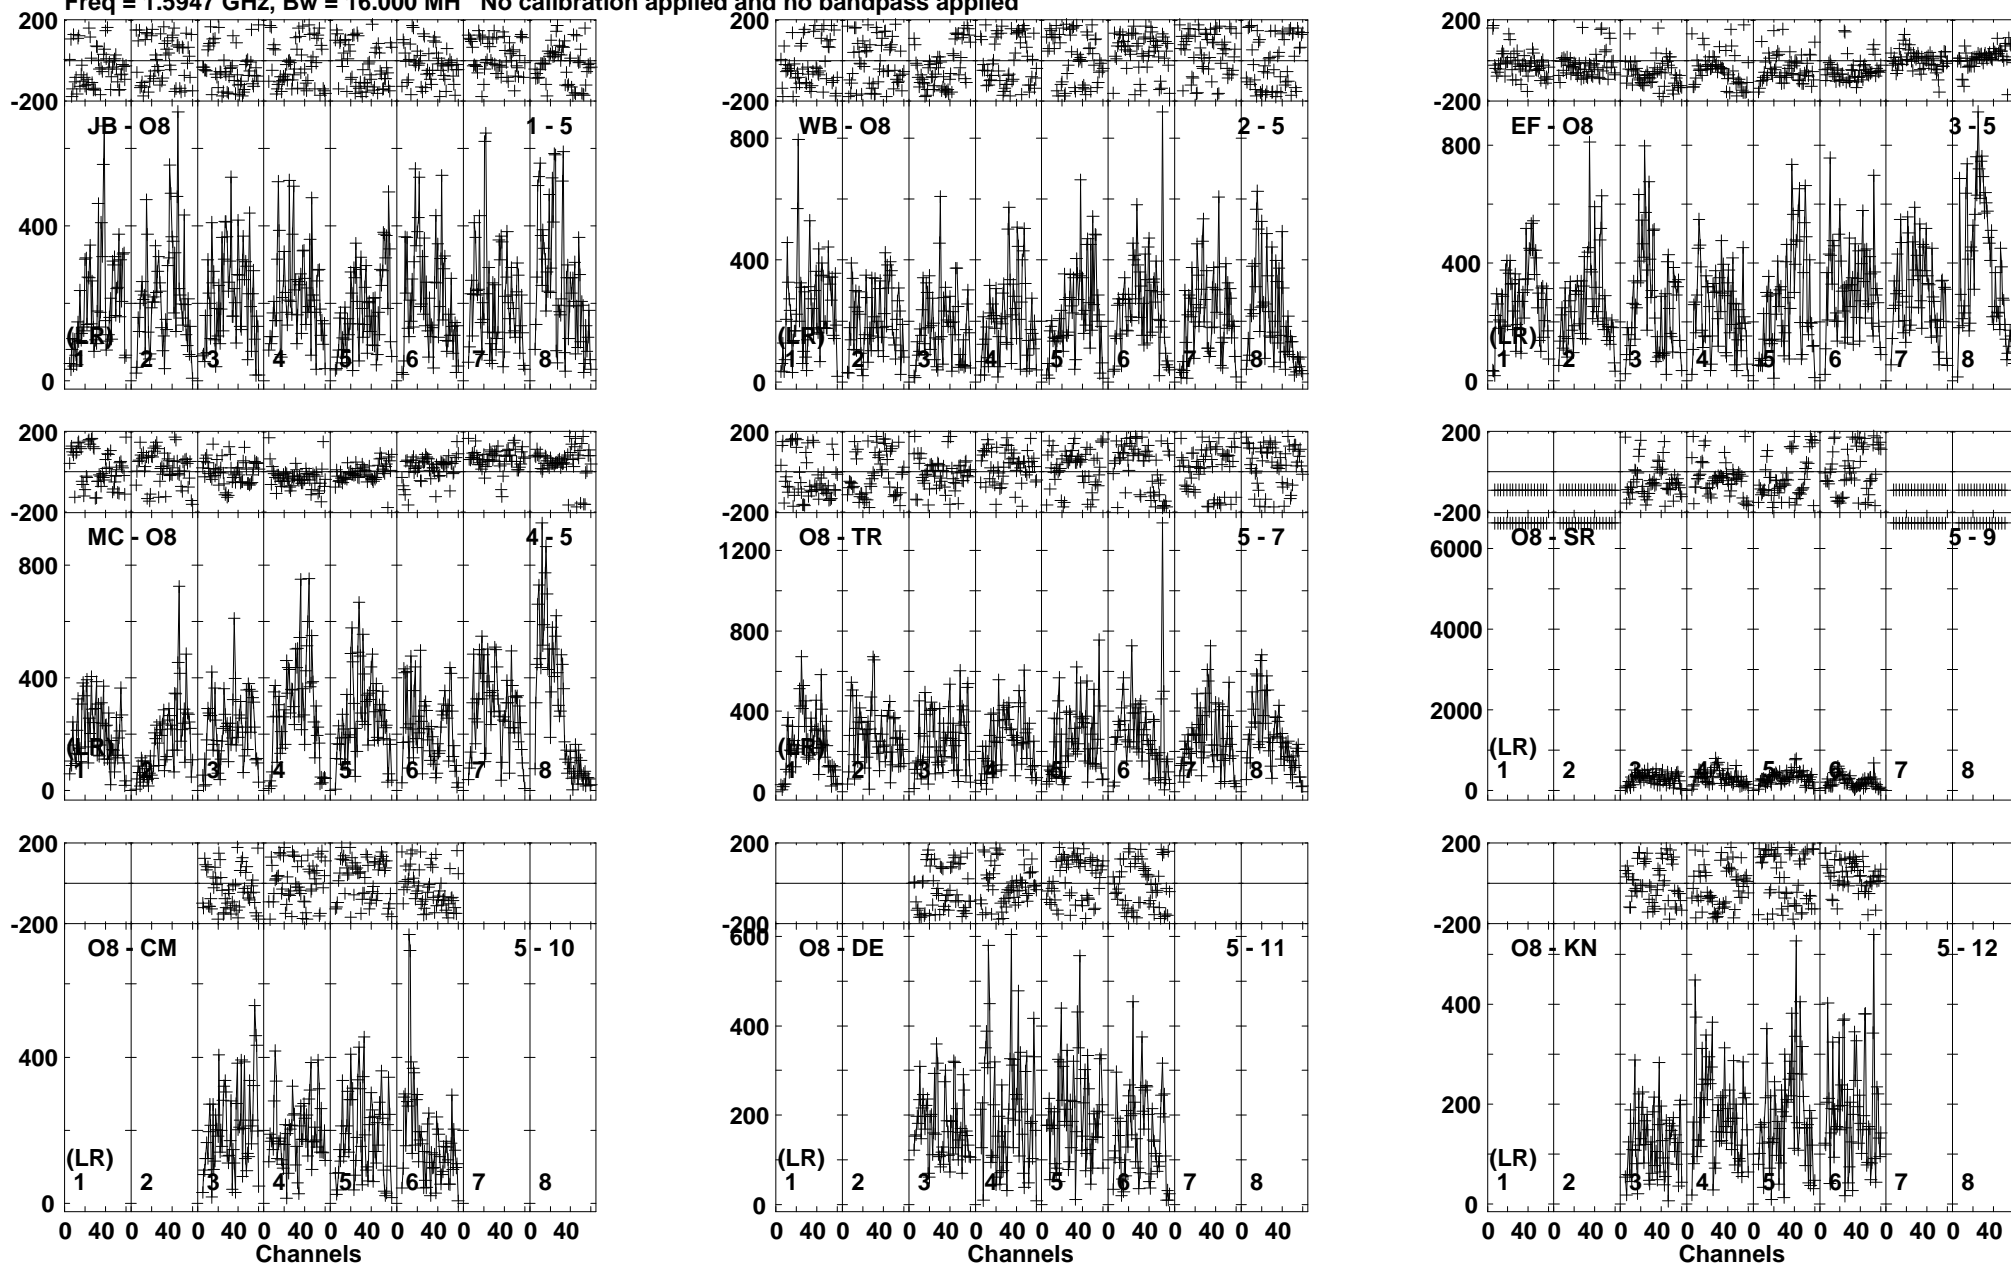 Freq = 1.5947 GHz, Bw = 16.000 MH   No calibration applied and no bandpass applied
200
-200
JB - O8
1 - 5
400
(LR)
0
1 2 3 4 5 6 7 8
200
-200
WB - O8
2 - 5
800
400
(LR)
0
1 2 3 4 5 6 7 8
200
-200
EF - O8
3 - 5
800
400
(LR)
0
1 2 3 4 5 6 7 8
200
-200
MC - O8
4 - 5
800
400
(LR)
0
1 2 3 4 5 6 7 8
200
-200
O8 - TR
5 - 7
1200
800
400
(LR)
0
1 2 3 4 5 6 7 8
200
-200
O8 - SR
5 - 9
6000
4000
2000
(LR)
0
1 2 3 4 5 6 7 8
200
-200
O8 - CM
5 - 10
400
(LR)
0
1 2 3 4 5 6 7 8
0 40 0 40 0 40 0 40 0 40 0 40 0 40 0 40
Channels
200
-200
O8 - DE
5 - 11
600
400
200
(LR)
0
1 2 3 4 5 6 7 8
0 40 0 40 0 40 0 40 0 40 0 40 0 40 0 40
Channels
200
-200
O8 - KN
5 - 12
400
200
(LR)
0
1 2 3 4 5 6 7 8
0 40 0 40 0 40 0 40 0 40 0 40 0 40 0 40
Channels